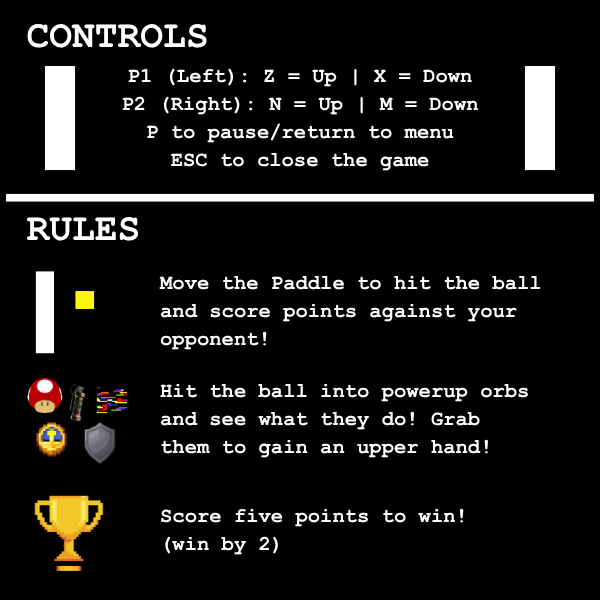 CONTROLS
P1 (Left): Z = Up | X = Down
P2 (Right): N = Up | M = Down
P to pause/return to menu
ESC to close the game
RULES
Move the Paddle to hit the ball
and score points against your
opponent!
Hit the ball into powerup orbs
and see what they do! Grab
them to gain an upper hand!
Score five points to win!
(win by 2)